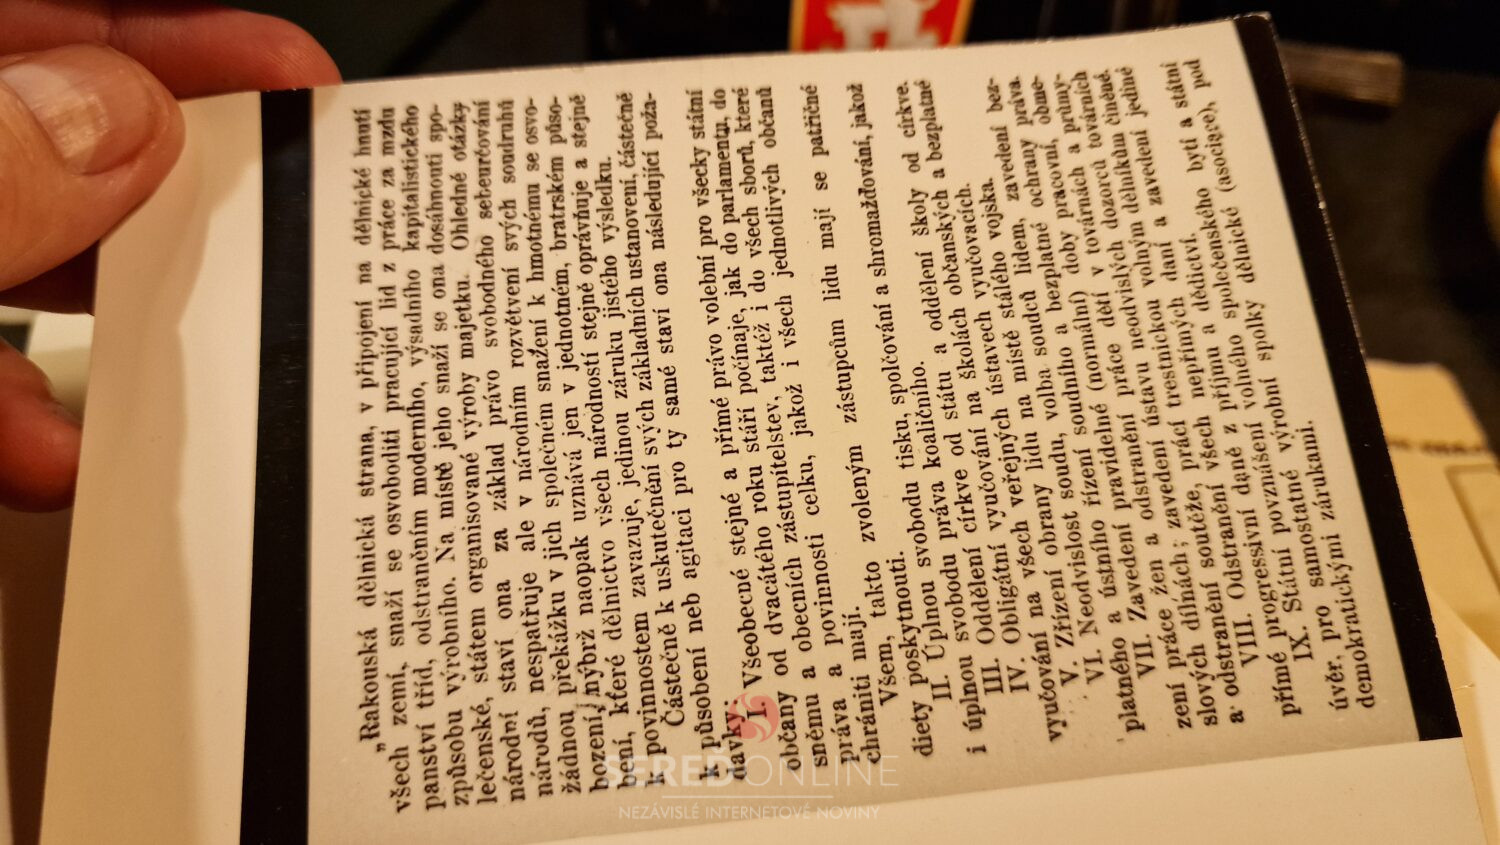 „Rakouská dělnická strana, v připojení na dělnické hnutí
všech zemí, snaží se osvoboditi pracující lid z práce za mzdu
panství tříd, odstraněním moderního, výsadního kapitalistického
způsobu výrobního. Na místě jeho snaží se ona dosáhnouti spo-
lečenské, státem organisované výroby majetku. Ohledně otázky
národní staví ona za základ právo svobodného sebeurčování
národů, nespatřuje ale v národním rozvětvení svých soudruhů
žádnou překážku v jich společném snažení k hmotnému se osvo-
bození, nýbrž naopak uznává jen v jednotném, bratrském půso-
bení, které dělnictvo všech národností stejně oprávňuje a stejně
k povinnostem zavazuje, jedinou záruku jistého výsledku.
Částečně k uskutečnění svých základních ustanovení, částečně
k působení neb agitaci pro ty samé staví ona následující poža-
davky:
I. Všeobecné stejné a přímé právo volební pro všecky státní
občany od dvacátého roku stáří počínaje, jak do parlamentu, do
sněmu a obecních zástupitelstev, taktéž i do všech sborů, které
práva a povinnosti celku, jakož i všech jednotlivých občanů
chrániti mají.
Všem, takto zvoleným zástupcům lidu mají se patřičné
diety poskytnouti.
II. Úplnou svobodu tisku, spolčování a shromažďování, jakož
i úplnou svobodu práva koaličního.
III. Oddělení církve od státu a oddělení školy od církve.
IV. Obligátní vyučování na školách občanských a bezplatné
vyučování na všech veřejných ústavech vyučovacích.
V. Zřízení obrany lidu na místě stálého vojska.
VI. Neodvislost soudu, volba soudců lidem, zavedení bez-
platného a ústního řízení soudního a bezplatné ochrany práva.
VII. Zavedení pravidelné (normální) doby pracovní, obme-
zení práce žen a odstranění práce dětí v továrnách a průmy-
slových dílnách; zavedení ústavu neodvislých dozorců továrních
a odstranění soutěže, prací trestnickou volným dělníkům činěné.
VIII. Odstranění všech nepřímých daní a zavedení jediné
přímé progressivní daně z příjmu a dědictví.
IX. Státní povznášení volného společenského bytí a státní
úvěr, pro samostatné výrobní spolky dělnické (asociace), pod
demokratickými zárukami.
SEREĎONLINE
NEZÁVISLÉ INTERNETOVÉ NOVINY